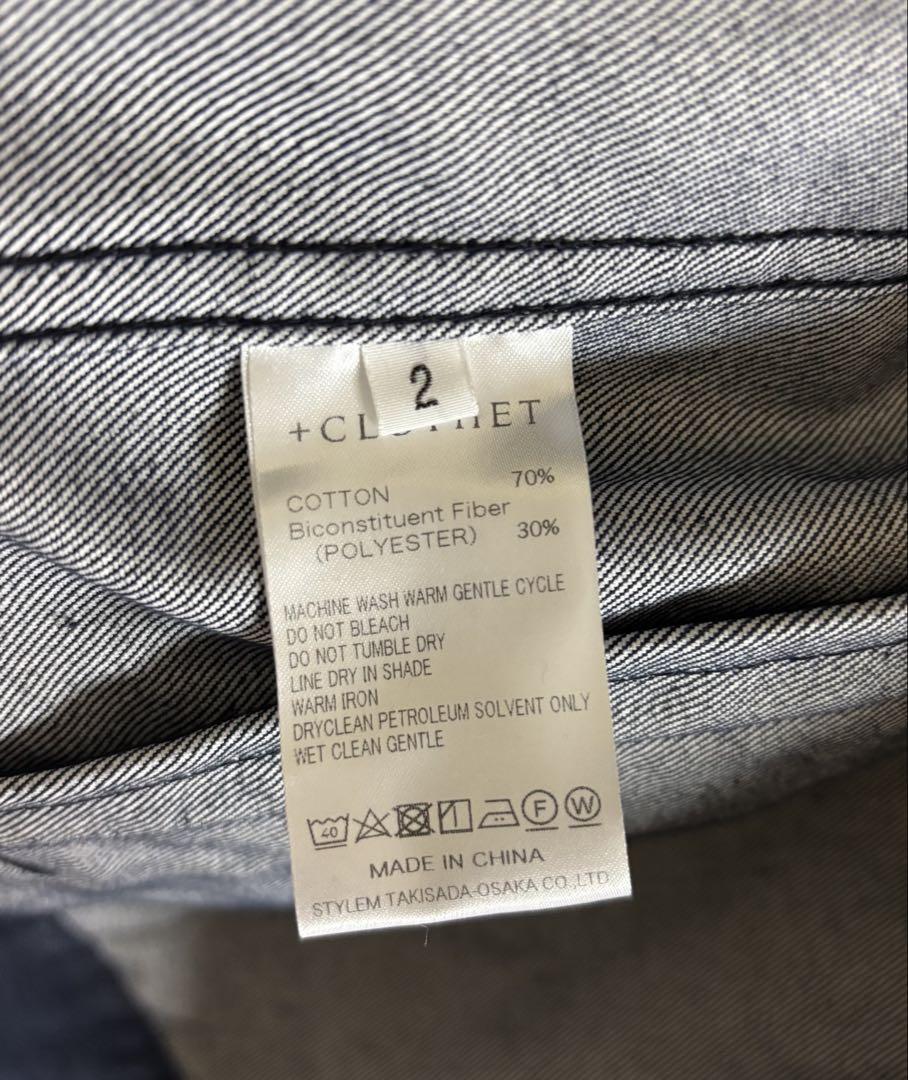 2
+CLOTHET
COTTON 70%
Biconstituent Fiber
(POLYESTER) 30%
MACHINE WASH WARM GENTLE CYCLE
DO NOT BLEACH
DO NOT TUMBLE DRY
LINE DRY IN SHADE
WARM IRON
DRYCLEAN PETROLEUM SOLVENT ONLY
WET CLEAN GENTLE
40 F W
MADE IN CHINA
STYLEM TAKISADA-OSAKA CO.,LTD